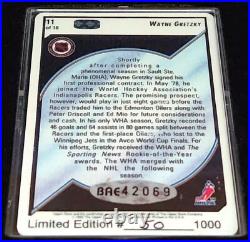 11
of 18
WAYNE GRETZKY
Shortly
after completing a
phenomenal season in Sault Ste.
Marie (OHA), Wayne Gretzky signed his
first professional contract. In May '78, he
joined the World Hockey Association's
Indianapolis Racers. The promising phenom,
however, would play in just eight games before the
Racers traded him to the Edmonton Oilers along with
Peter Driscoll and Ed Mio for future considerations and
cash. In his only WHA season, Gretzky recorded
46 goals and 64 assists in 80 games split between the
Racers and the first-place Oilers, who lost to the
Winnipeg Jets in the Avco World Cup Finals. For
his efforts, Gretzky received the WHA and The
Sporting News Rookie-of-the-Year
awards. The WHA merged
with the NHL the following
season.
BAE42069
Limited Edition # 50 1000